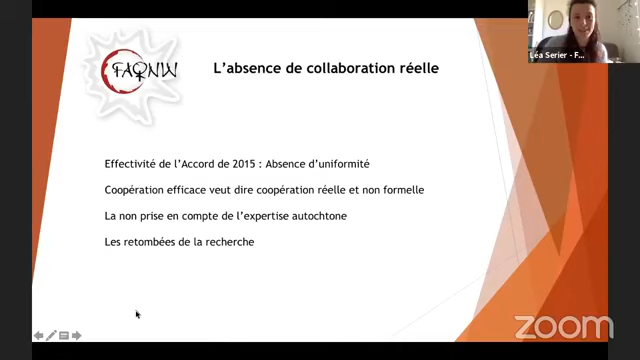 FAQNW
L'absence de collaboration réelle
Léa Serier - F...
Effectivité de l'Accord de 2015 : Absence d'uniformité
Coopération efficace veut dire coopération réelle et non formelle
La non prise en compte de l'expertise autochtone
Les retombées de la recherche
zoom